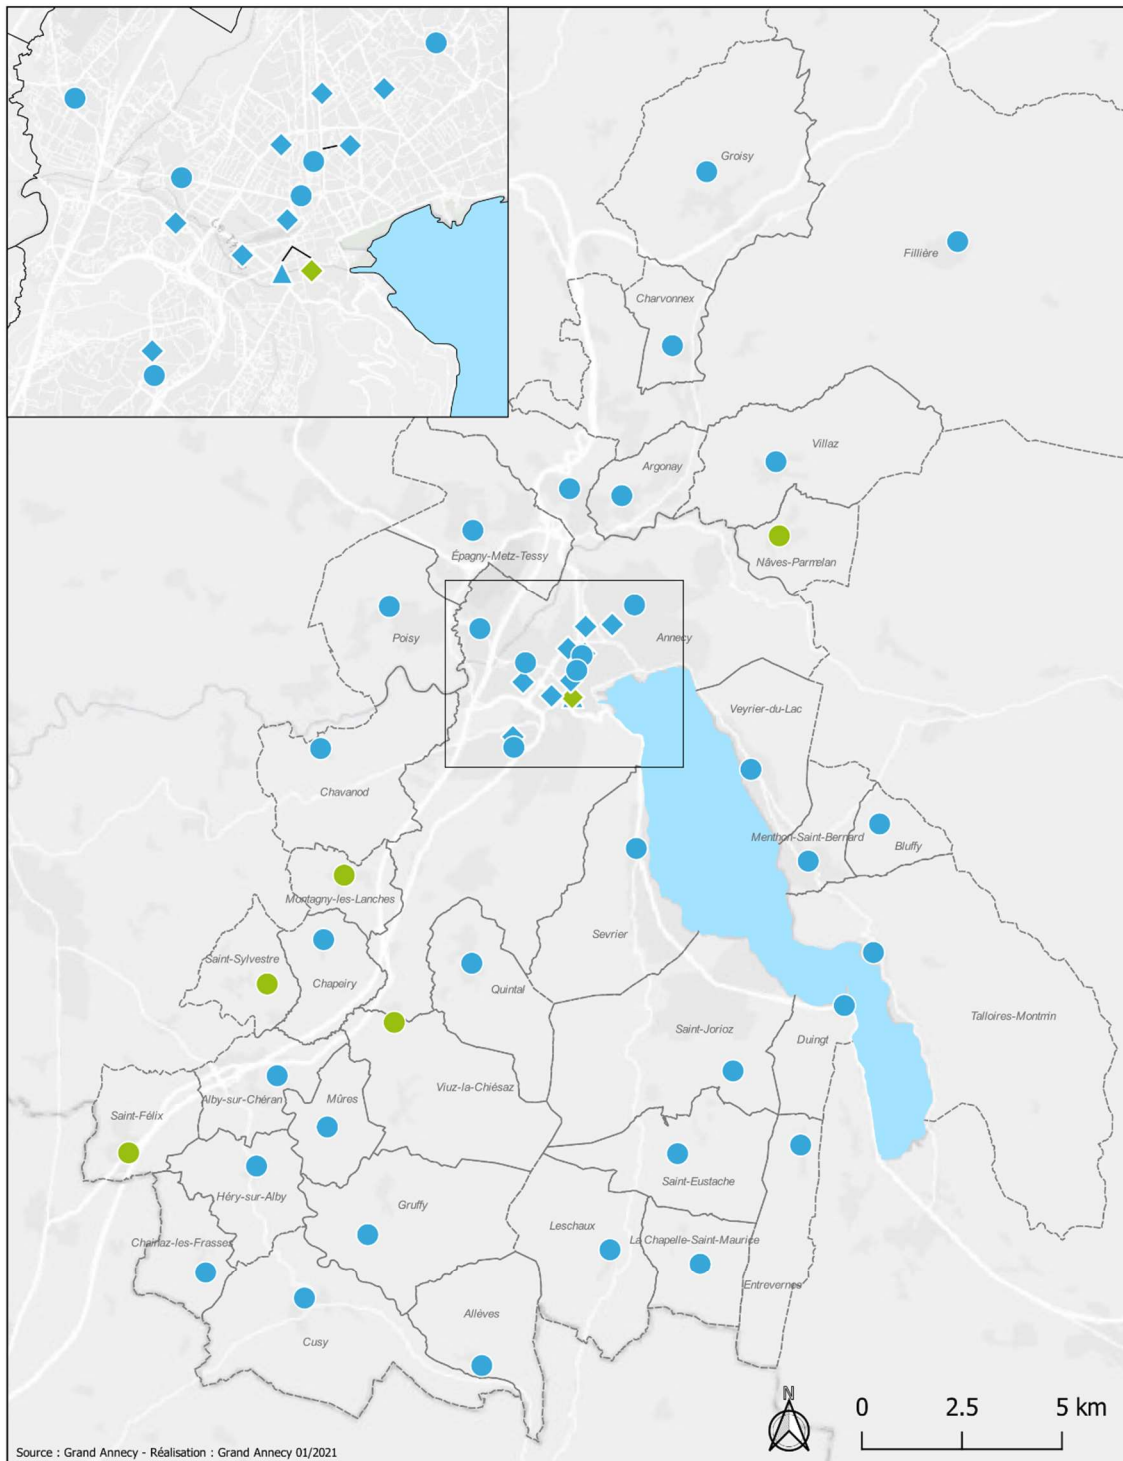 Groisy
Fillière
Charvonnex
Villaz
Argonay
Épagny-Metz-Tessy
Nâves-Parmelan
Poisy
Annecy
Veyrier-du-Lac
Chavanod
Menthon-Saint-Bernard
Bluffy
Montagny-les-Lanches
Sevrier
Saint-Sylvestre
Chapeiry
Quintal
Talloires-Montmin
Saint-Jorioz
Duingt
Viuz-la-Chiésaz
Alby-sur-Chéran
Saint-Félix
Mûres
Saint-Eustache
Héry-sur-Alby
Gruffy
Leschaux
La Chapelle-Saint-Maurice
Chainaz-les-Frasses
Entrevernes
Allèves
Cusy
N
0 2.5 5 km
Source : Grand Annecy - Réalisation : Grand Annecy 01/2021